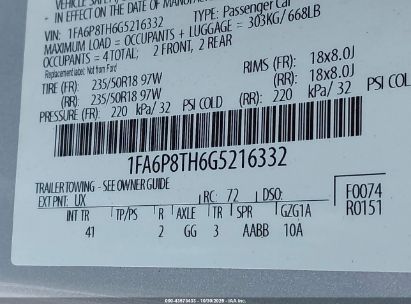 VEHICLE SAFETY,
- IN EFFECT ON THE DATE OF MANUFACTURE
VIN: 1FA6P8TH6G5216332 TYPE: Passenger Car
MAXIMUM LOAD = OCCUPANTS + LUGGAGE = 303KG/ 668LB
OCCUPANTS = 4TOTAL; 2 FRONT, 2 REAR
Replacement label: Not from Ford
TIRE (FR): 235/50R18 97W RIMS (FR): 18x8.0J
(RR): 235/50R18 97W (RR): 18x8.0J
PRESSURE (FR): 220 kPa/ 32 PSI COLD (RR): 220 kPa/ 32 PSI COLD
1FA6P8TH6G5216332
TRAILER TOWING - SEE OWNER GUIDE
EXT PNT: UX RC: 72 DSO: F0074
INT TR TP/PS R AXLE TR SPR GZG1A R0151
41 2 GG 3 AABB 10A